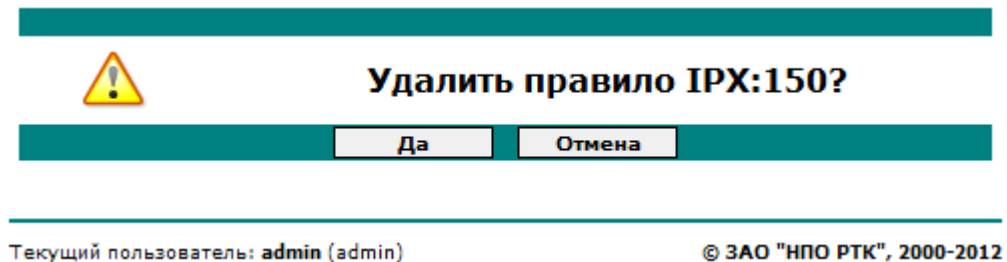 Удалить правило IPX:150?
Да Отмена
Текущий пользователь: admin (admin) © ЗАО "НПО РТК", 2000-2012